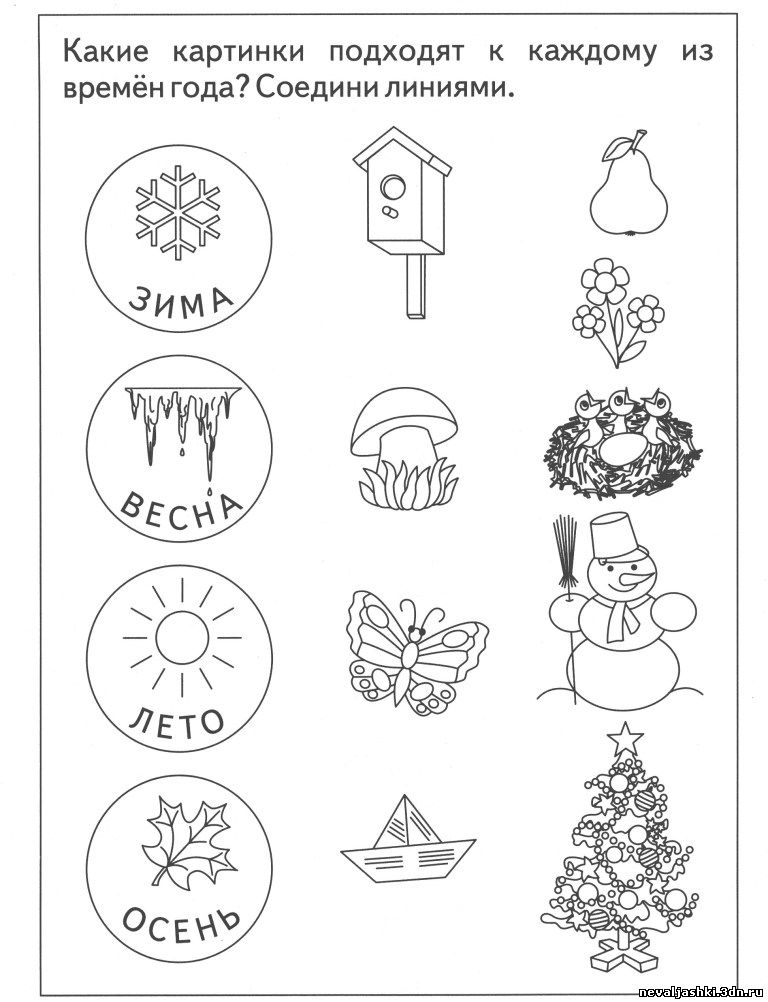 Какие картинки подходят к каждому из
времён года? Соедини линиями.
ЗИМА
ВЕСНА
ЛЕТО
ОСЕНЬ
nevaljashki.3dn.ru